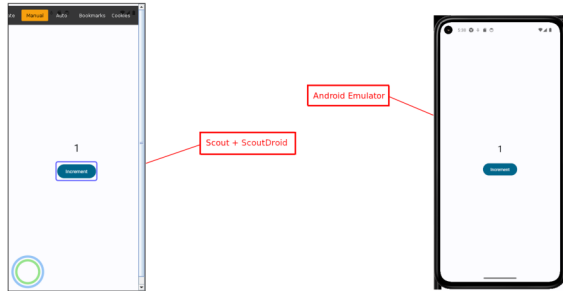 Manual Auto Bookmarks Cookies
1
Increment
Scout + ScoutDroid
Android Emulator
1
Increment